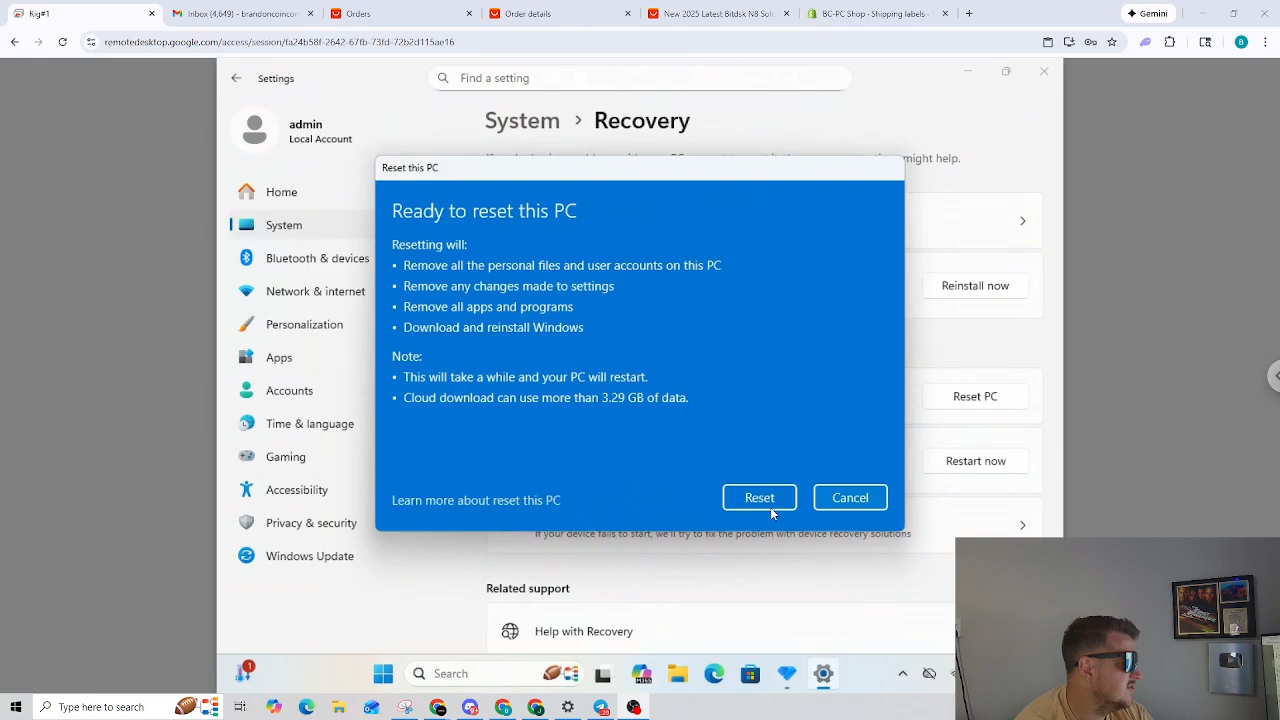 Rig#1
Inbox (4,649) - brandonconcor
Orders
Order details
New 2025 Latest Bitaxe N8 Sol
BC-PC Shop · Shipping labels ·
Gemini
remotedesktop.google.com/access/session/fa24b58f-2642-67fb-73fd-72b2d115ae16
B
Settings
Find a setting
admin
Local Account
System > Recovery
might help.
Home
System
Bluetooth & devices
Network & internet
Personalization
Apps
Accounts
Time & language
Gaming
Accessibility
Privacy & security
Windows Update
Reset this PC
Ready to reset this PC
Resetting will:
• Remove all the personal files and user accounts on this PC
• Remove any changes made to settings
• Remove all apps and programs
• Download and reinstall Windows
Note:
• This will take a while and your PC will restart.
• Cloud download can use more than 3.29 GB of data.
Learn more about reset this PC
Reset
Cancel
Reinstall now
Reset PC
Restart now
If your device fails to start, we'll try to fix the problem with device recovery solutions
Related support
Help with Recovery
1
Search
Type here to search